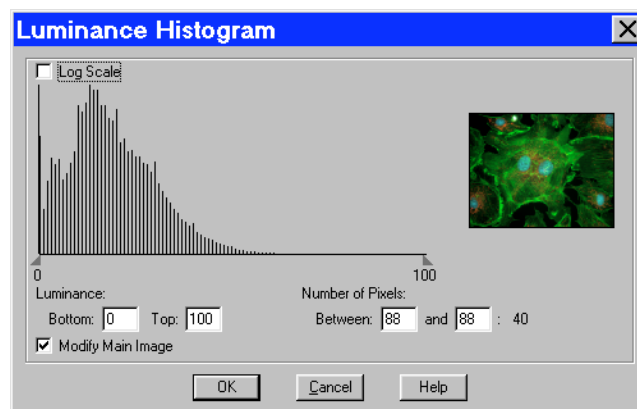 Luminance Histogram
Log Scale
0 100
Luminance: Number of Pixels:
Bottom: 0 Top: 100 Between: 88 and 88 : 40
Modify Main Image
OK Cancel Help